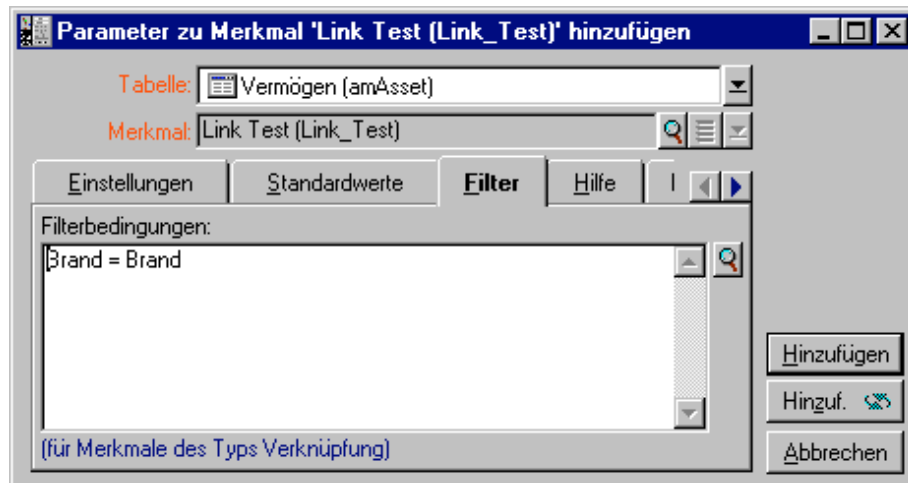 Parameter zu Merkmal 'Link Test (Link_Test)' hinzufügen
Tabelle: Vermögen (amAsset)
Merkmal: Link Test (Link_Test)
Einstellungen Standardwerte Filter Hilfe
Filterbedingungen:
Brand = Brand
(für Merkmale des Typs Verknüpfung)
Hinzufügen
Hinzuf.
Abbrechen